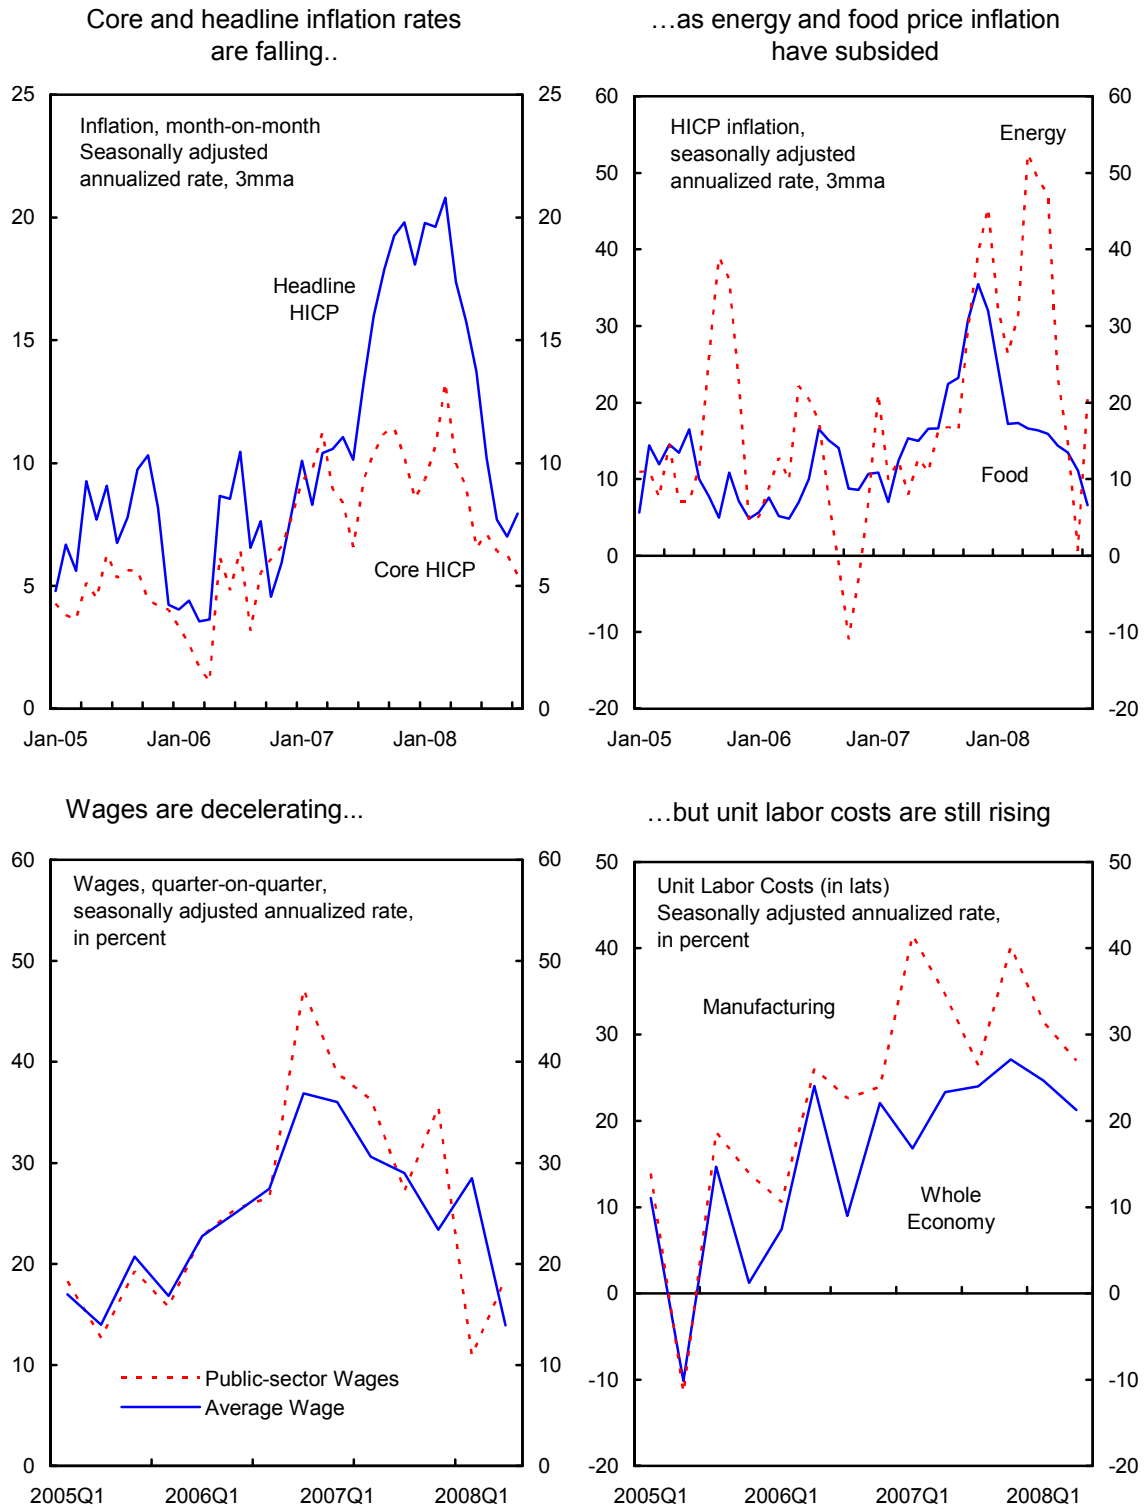 Core and headline inflation rates
are falling..
25
20
15
10
5
0
25
20
15
10
5
0
Inflation, month-on-month
Seasonally adjusted
annualized rate, 3mma
Headline
HICP
Core HICP
Jan-05
Jan-06
Jan-07
Jan-08
…as energy and food price inflation
have subsided
60
50
40
30
20
10
0
-10
-20
60
50
40
30
20
10
0
-10
-20
HICP inflation,
seasonally adjusted
annualized rate, 3mma
Energy
Food
Jan-05
Jan-06
Jan-07
Jan-08
Wages are decelerating...
60
50
40
30
20
10
0
60
50
40
30
20
10
0
Wages, quarter-on-quarter,
seasonally adjusted annualized rate,
in percent
Public-sector Wages
Average Wage
2005Q1
2006Q1
2007Q1
2008Q1
…but unit labor costs are still rising
50
40
30
20
10
0
-10
-20
50
40
30
20
10
0
-10
-20
Unit Labor Costs (in lats)
Seasonally adjusted annualized rate,
in percent
Manufacturing
Whole
Economy
2005Q1
2006Q1
2007Q1
2008Q1